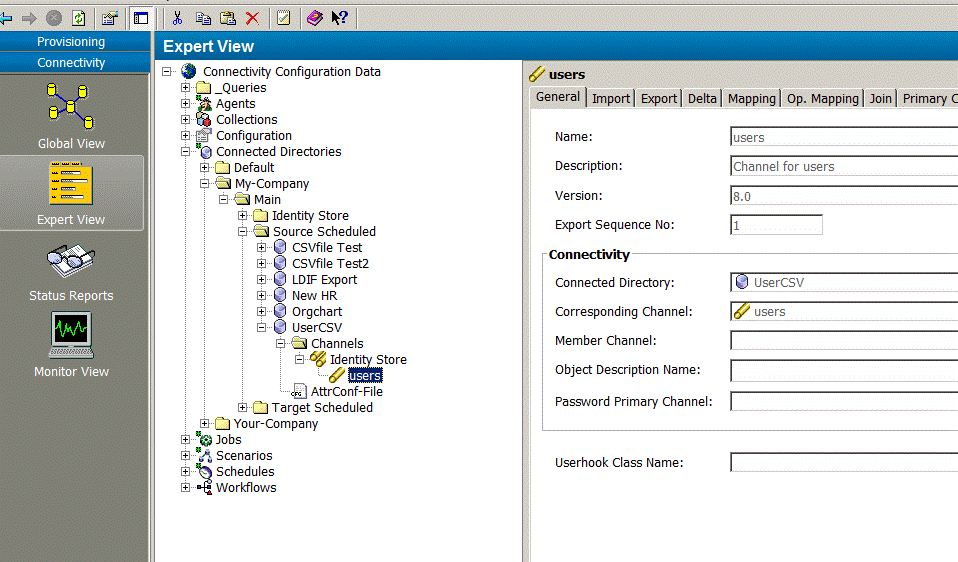 Provisioning
Connectivity
Global View
Expert View
Status Reports
Monitor View
Expert View
Connectivity Configuration Data
_Queries
Agents
Collections
Configuration
Connected Directories
Default
My-Company
Main
Identity Store
Source Scheduled
CSVfile Test
CSVfile Test2
LDIF Export
New HR
Orgchart
UserCSV
Channels
Identity Store
users
AttrConf-File
Target Scheduled
Your-Company
Jobs
Scenarios
Schedules
Workflows
users
General Import Export Delta Mapping Op. Mapping Join Primary C
Name: users
Description: Channel for users
Version: 8.0
Export Sequence No: 1
Connectivity
Connected Directory: UserCSV
Corresponding Channel: users
Member Channel:
Object Description Name:
Password Primary Channel:
Userhook Class Name: